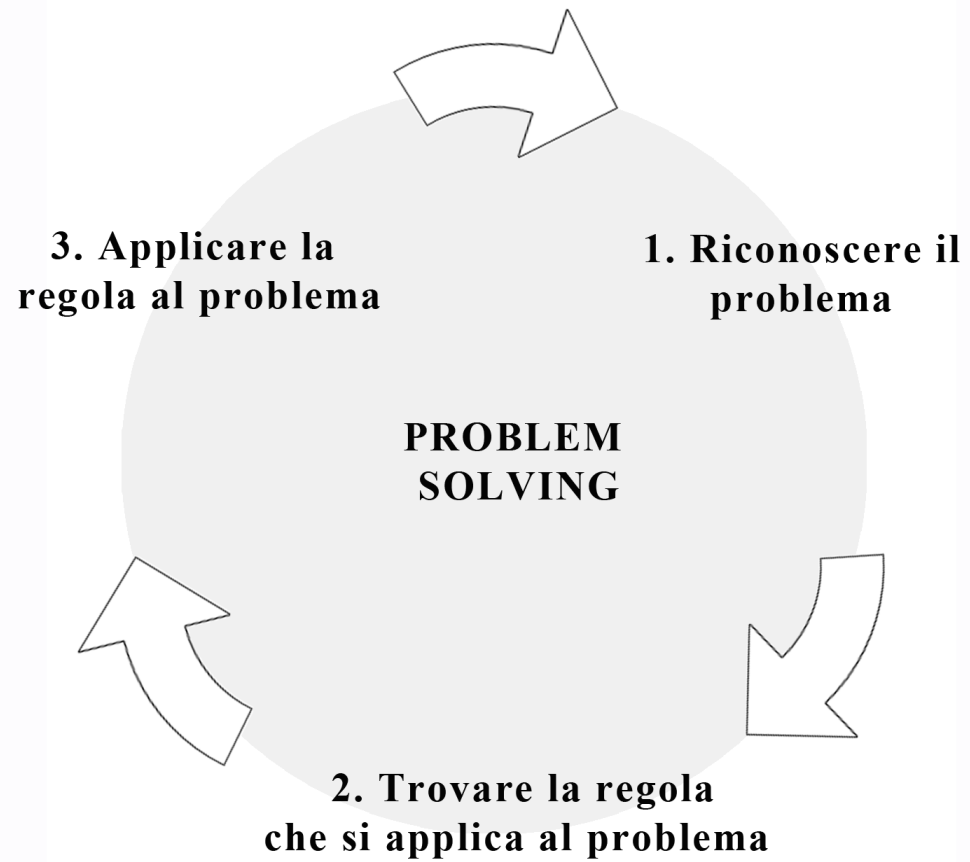 3. Applicare la
regola al problema
1. Riconoscere il
problema
PROBLEM
SOLVING
2. Trovare la regola
che si applica al problema